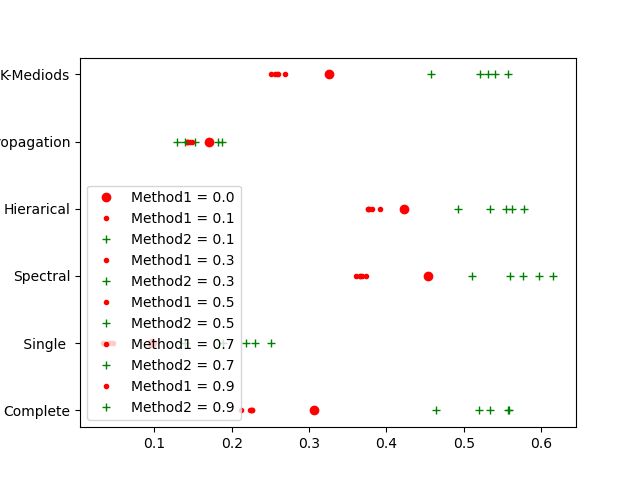 K-Mediods
opagation
Hierarical
Spectral
Single
Complete
Method1 = 0.0
Method1 = 0.1
Method2 = 0.1
Method1 = 0.3
Method2 = 0.3
Method1 = 0.5
Method2 = 0.5
Method1 = 0.7
Method2 = 0.7
Method1 = 0.9
Method2 = 0.9
0.1 0.2 0.3 0.4 0.5 0.6